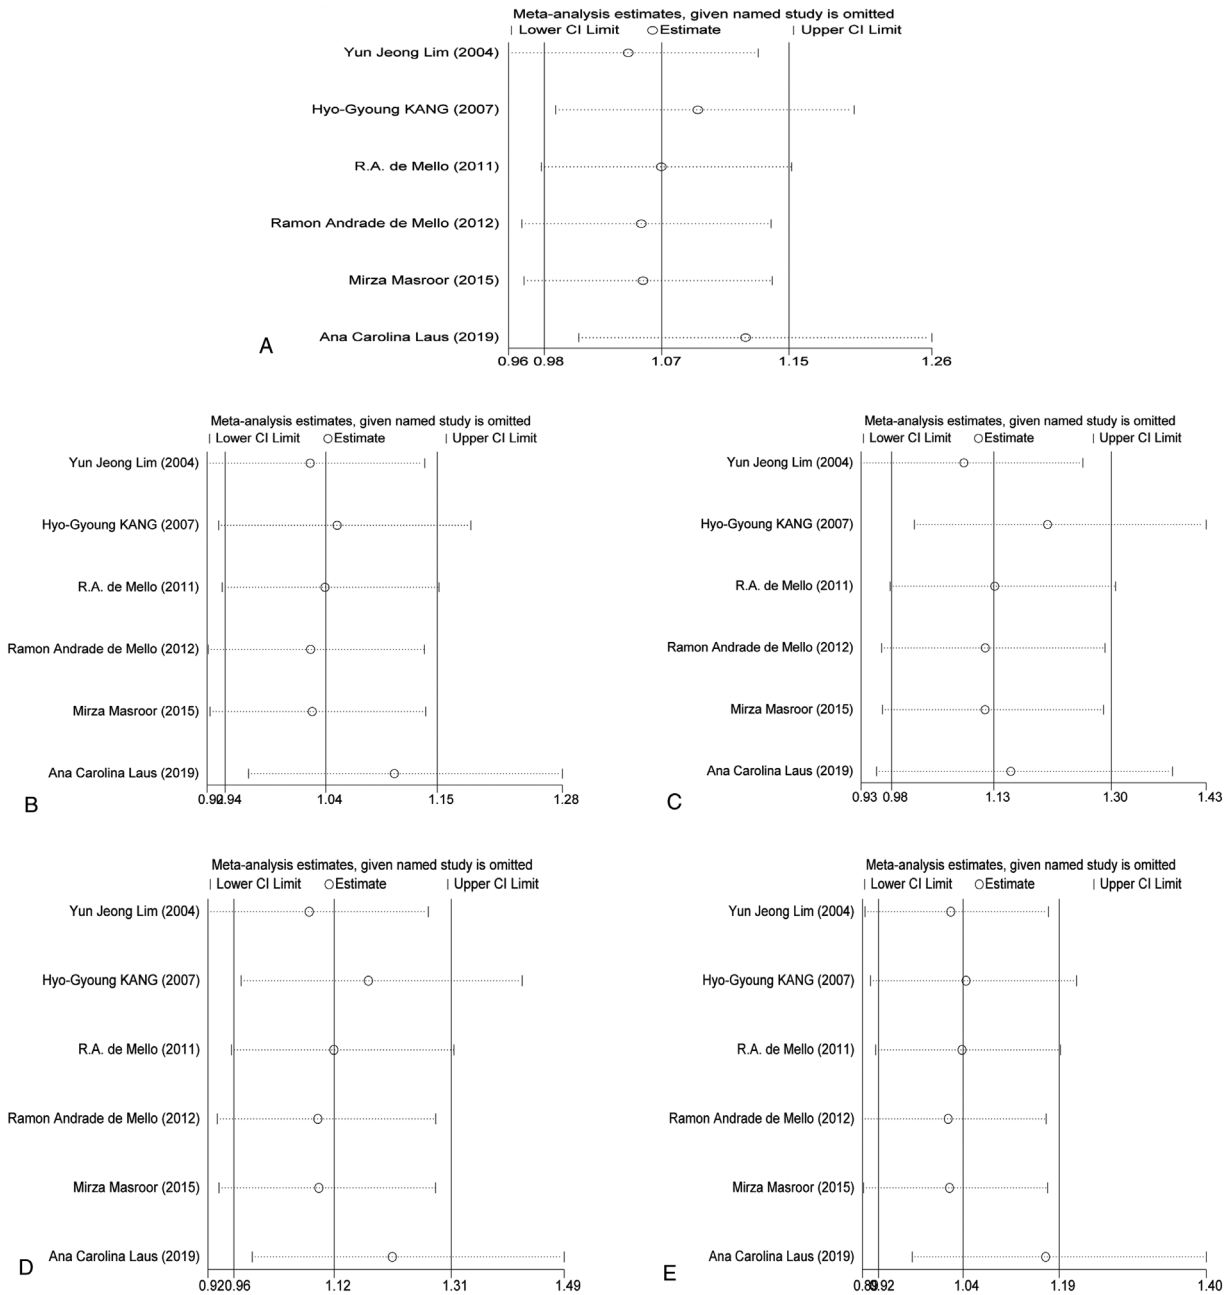 Meta-analysis estimates, given named study is omitted
| Lower CI Limit ○Estimate | Upper CI Limit
Yun Jeong Lim (2004)
Hyo-Gyoung KANG (2007)
R.A. de Mello (2011)
Ramon Andrade de Mello (2012)
Mirza Masroor (2015)
Ana Carolina Laus (2019)
0.96 0.98 1.07 1.15 1.26
A
Meta-analysis estimates, given named study is omitted
| Lower CI Limit ○Estimate | Upper CI Limit
Yun Jeong Lim (2004)
Hyo-Gyoung KANG (2007)
R.A. de Mello (2011)
Ramon Andrade de Mello (2012)
Mirza Masroor (2015)
Ana Carolina Laus (2019)
0.92 0.94 1.04 1.15 1.28
B
Meta-analysis estimates, given named study is omitted
| Lower CI Limit ○Estimate | Upper CI Limit
Yun Jeong Lim (2004)
Hyo-Gyoung KANG (2007)
R.A. de Mello (2011)
Ramon Andrade de Mello (2012)
Mirza Masroor (2015)
Ana Carolina Laus (2019)
0.93 0.98 1.13 1.30 1.43
C
Meta-analysis estimates, given named study is omitted
| Lower CI Limit ○Estimate | Upper CI Limit
Yun Jeong Lim (2004)
Hyo-Gyoung KANG (2007)
R.A. de Mello (2011)
Ramon Andrade de Mello (2012)
Mirza Masroor (2015)
Ana Carolina Laus (2019)
0.92 0.96 1.12 1.31 1.49
D
Meta-analysis estimates, given named study is omitted
| Lower CI Limit ○Estimate | Upper CI Limit
Yun Jeong Lim (2004)
Hyo-Gyoung KANG (2007)
R.A. de Mello (2011)
Ramon Andrade de Mello (2012)
Mirza Masroor (2015)
Ana Carolina Laus (2019)
0.89 0.92 1.04 1.19 1.40
E